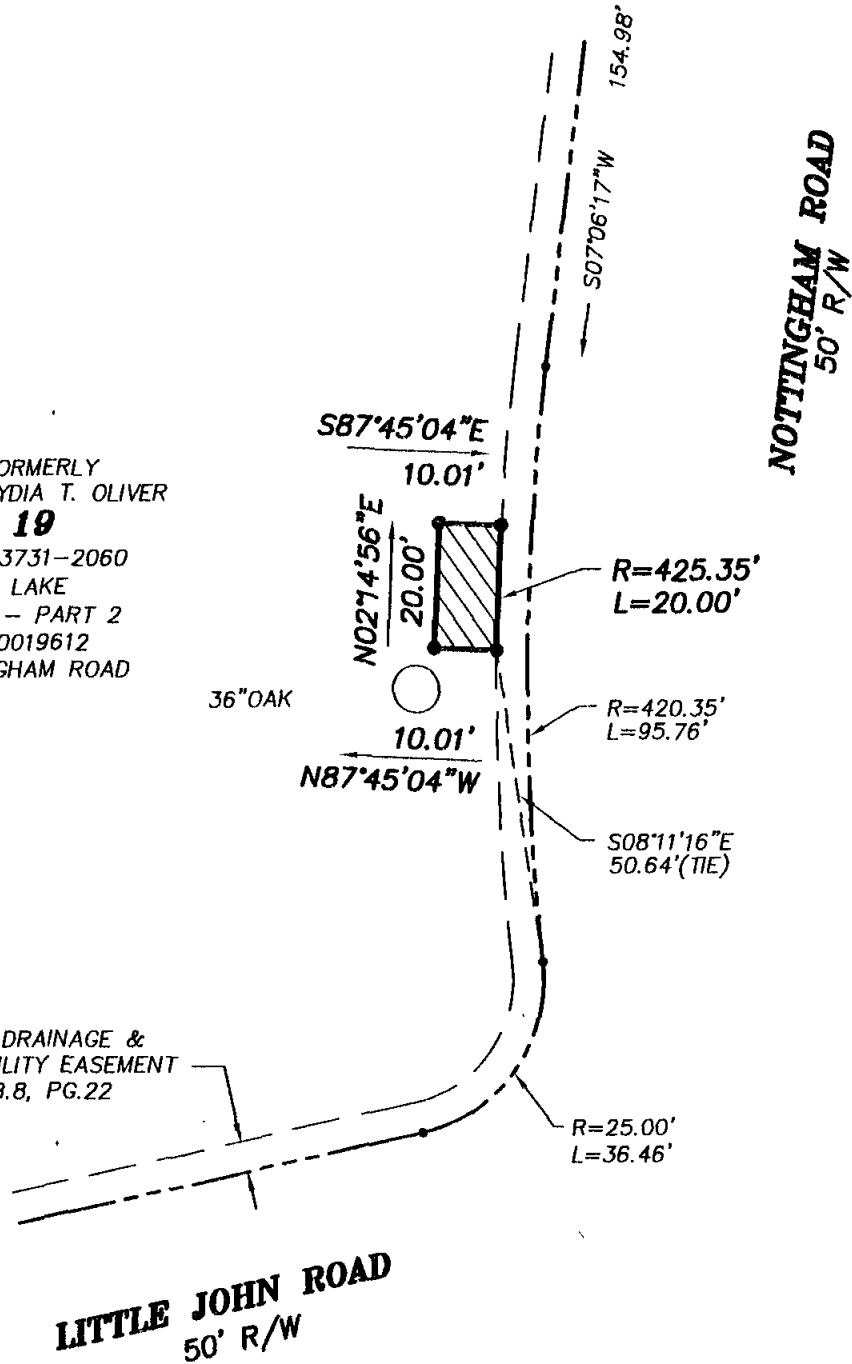 154.98'
S07°06'17"W
NOTTINGHAM ROAD
50' R/W
S87°45'04"E
10.01'
ORMERLY
YDIA T. OLIVER
19
3731-2060
LAKE
- PART 2
0019612
GHAM ROAD
N02°14'56"E
20.00'
R=425.35'
L=20.00'
36"OAK
10.01'
N87°45'04"W
R=420.35'
L=95.76'
S08°11'16"E
50.64'(TIE)
DRAINAGE &
ILITY EASEMENT
B.8, PG.22
R=25.00'
L=36.46'
LITTLE JOHN ROAD
50' R/W